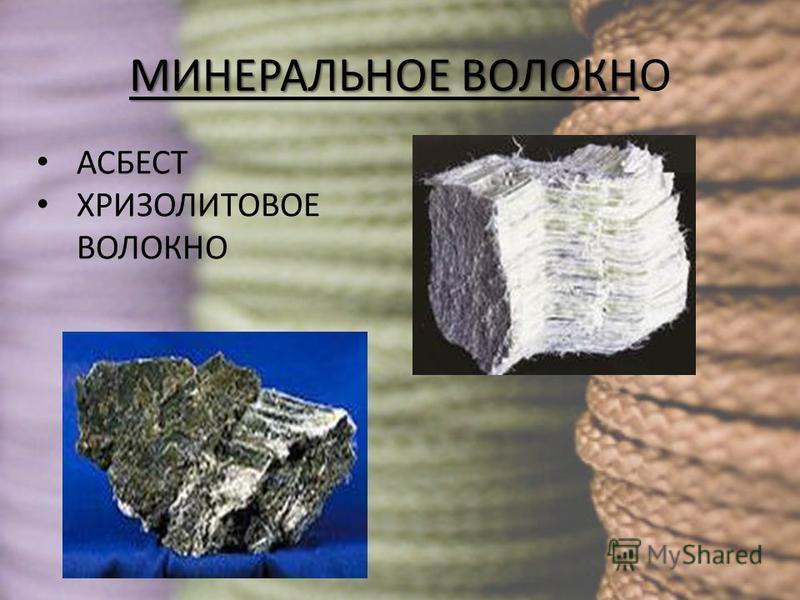 МИНЕРАЛЬНОЕ ВОЛОКНО
• АСБЕСТ
• ХРИЗОЛИТОВОЕ
ВОЛОКНО
MyShared